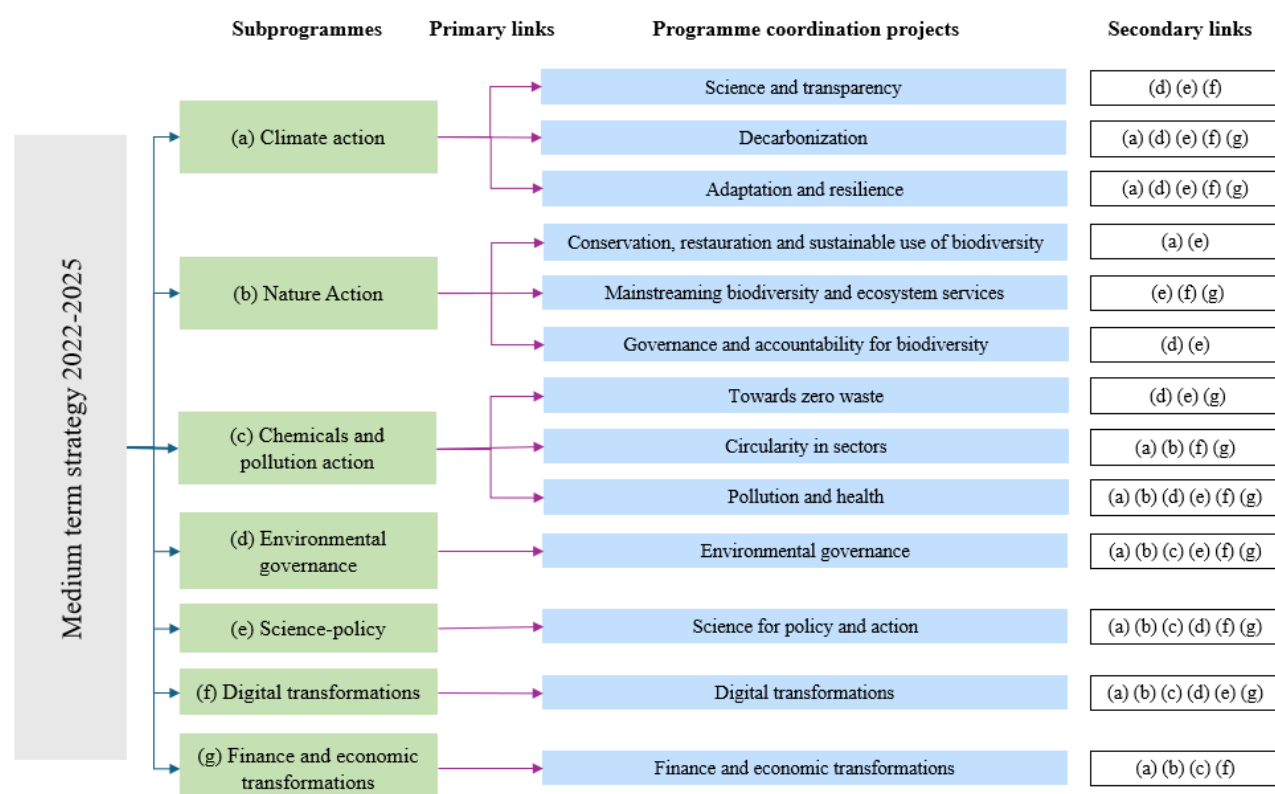 Subprogrammes
Primary links
Programme coordination projects
Secondary links
Medium term strategy 2022-2025
(a) Climate action
Science and transparency
(d) (e) (f)
Decarbonization
(a) (d) (e) (f) (g)
Adaptation and resilience
(a) (d) (e) (f) (g)
(b) Nature Action
Conservation, restauration and sustainable use of biodiversity
(a) (e)
Mainstreaming biodiversity and ecosystem services
(e) (f) (g)
Governance and accountability for biodiversity
(d) (e)
(c) Chemicals and
pollution action
Towards zero waste
(d) (e) (g)
Circularity in sectors
(a) (b) (f) (g)
Pollution and health
(a) (b) (d) (e) (f) (g)
(d) Environmental
governance
Environmental governance
(a) (b) (c) (e) (f) (g)
(e) Science-policy
Science for policy and action
(a) (b) (c) (d) (f) (g)
(f) Digital transformations
Digital transformations
(a) (b) (c) (d) (e) (g)
(g) Finance and economic
transformations
Finance and economic transformations
(a) (b) (c) (f)